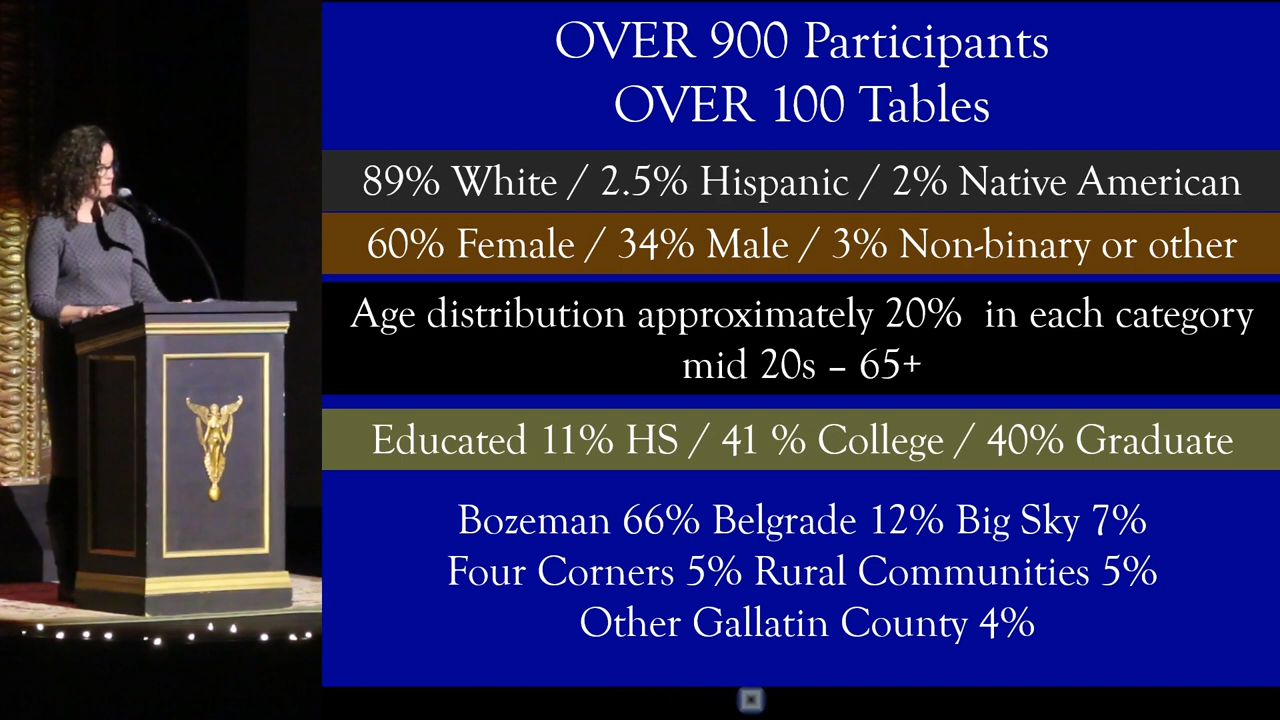 OVER 900 Participants
OVER 100 Tables
89% White / 2.5% Hispanic / 2% Native American
60% Female / 34% Male / 3% Non-binary or other
Age distribution approximately 20% in each category
mid 20s – 65+
Educated 11% HS / 41 % College / 40% Graduate
Bozeman 66% Belgrade 12% Big Sky 7%
Four Corners 5% Rural Communities 5%
Other Gallatin County 4%